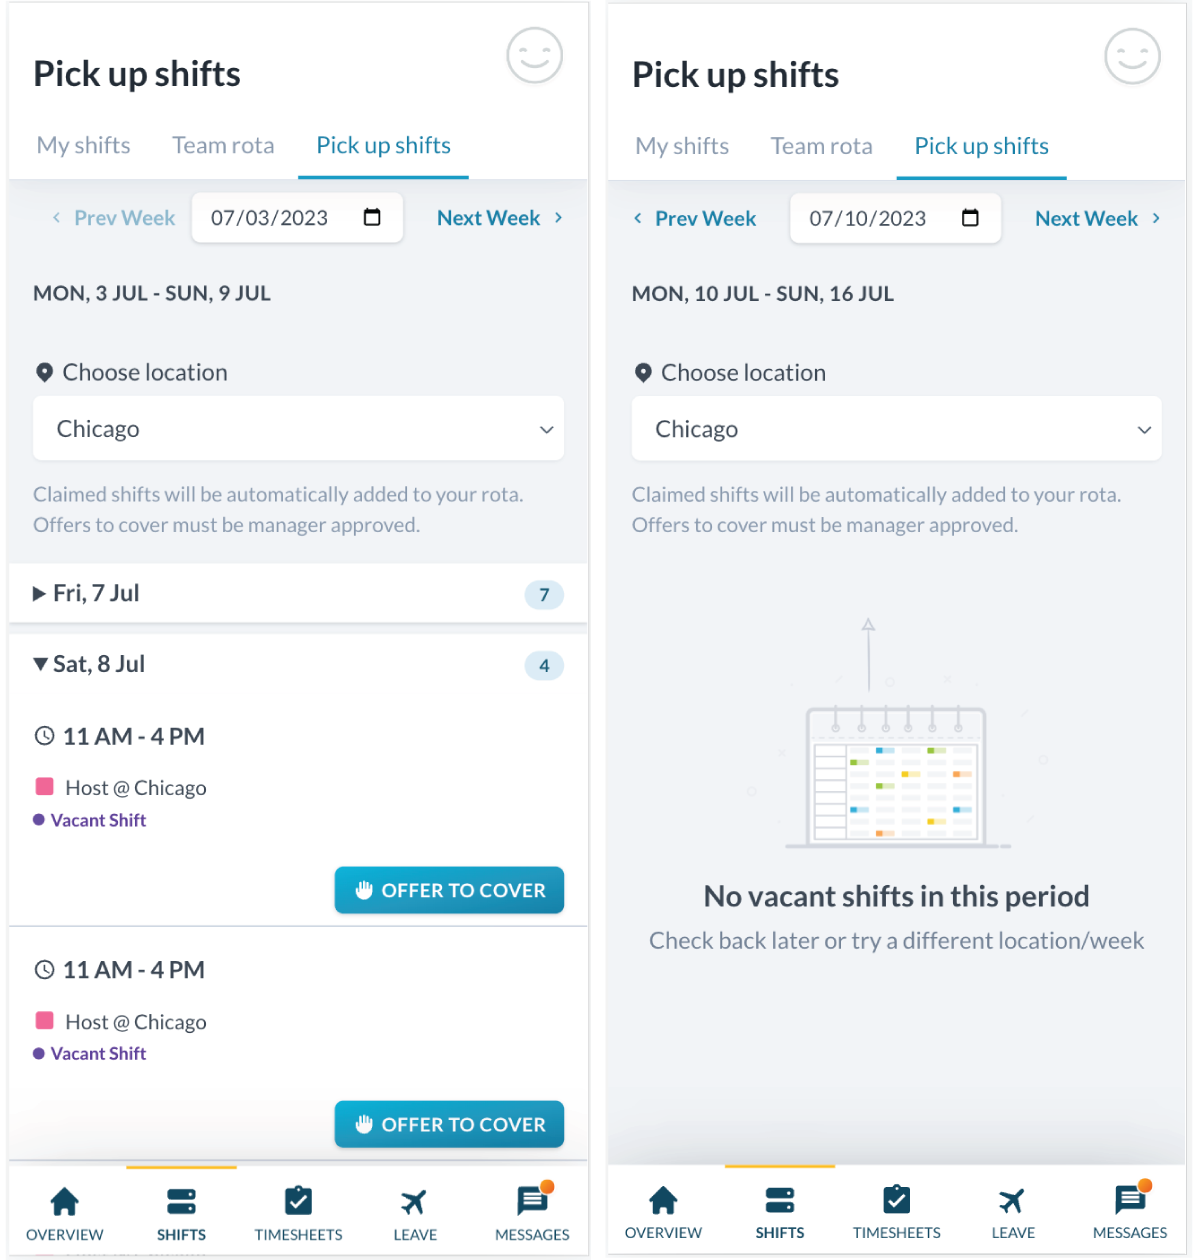 Pick up shifts
My shifts Team rota Pick up shifts
Prev Week 07/03/2023 Next Week
MON, 3 JUL - SUN, 9 JUL
Choose location
Chicago
Claimed shifts will be automatically added to your rota.
Offers to cover must be manager approved.
Fri, 7 Jul 7
Sat, 8 Jul 4
11 AM - 4 PM
Host @ Chicago
Vacant Shift
OFFER TO COVER
11 AM - 4 PM
Host @ Chicago
Vacant Shift
OFFER TO COVER
OVERVIEW SHIFTS TIMESHEETS LEAVE MESSAGES
Pick up shifts
My shifts Team rota Pick up shifts
Prev Week 07/10/2023 Next Week
MON, 10 JUL - SUN, 16 JUL
Choose location
Chicago
Claimed shifts will be automatically added to your rota.
Offers to cover must be manager approved.
No vacant shifts in this period
Check back later or try a different location/week
OVERVIEW SHIFTS TIMESHEETS LEAVE MESSAGES